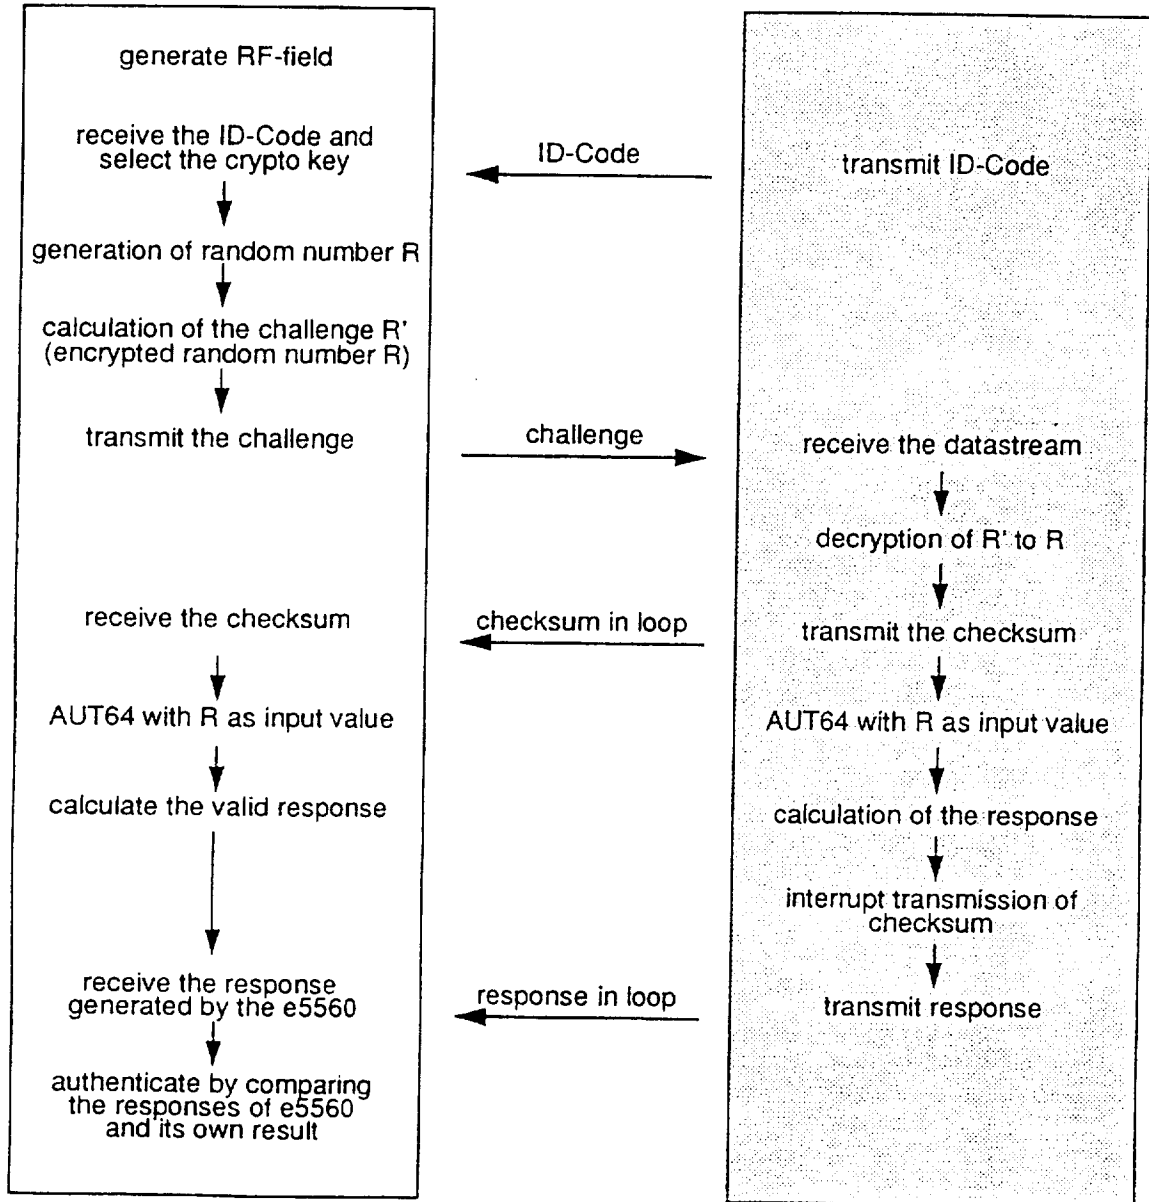 generate RF-field
receive the ID-Code and
select the crypto key
generation of random number R
calculation of the challenge R'
(encrypted random number R)
transmit the challenge
receive the checksum
AUT64 with R as input value
calculate the valid response
receive the response
generated by the e5560
authenticate by comparing
the responses of e5560
and its own result
ID-Code
challenge
checksum in loop
response in loop
transmit ID-Code
receive the datastream
decryption of R' to R
transmit the checksum
AUT64 with R as input value
calculation of the response
interrupt transmission of
checksum
transmit response